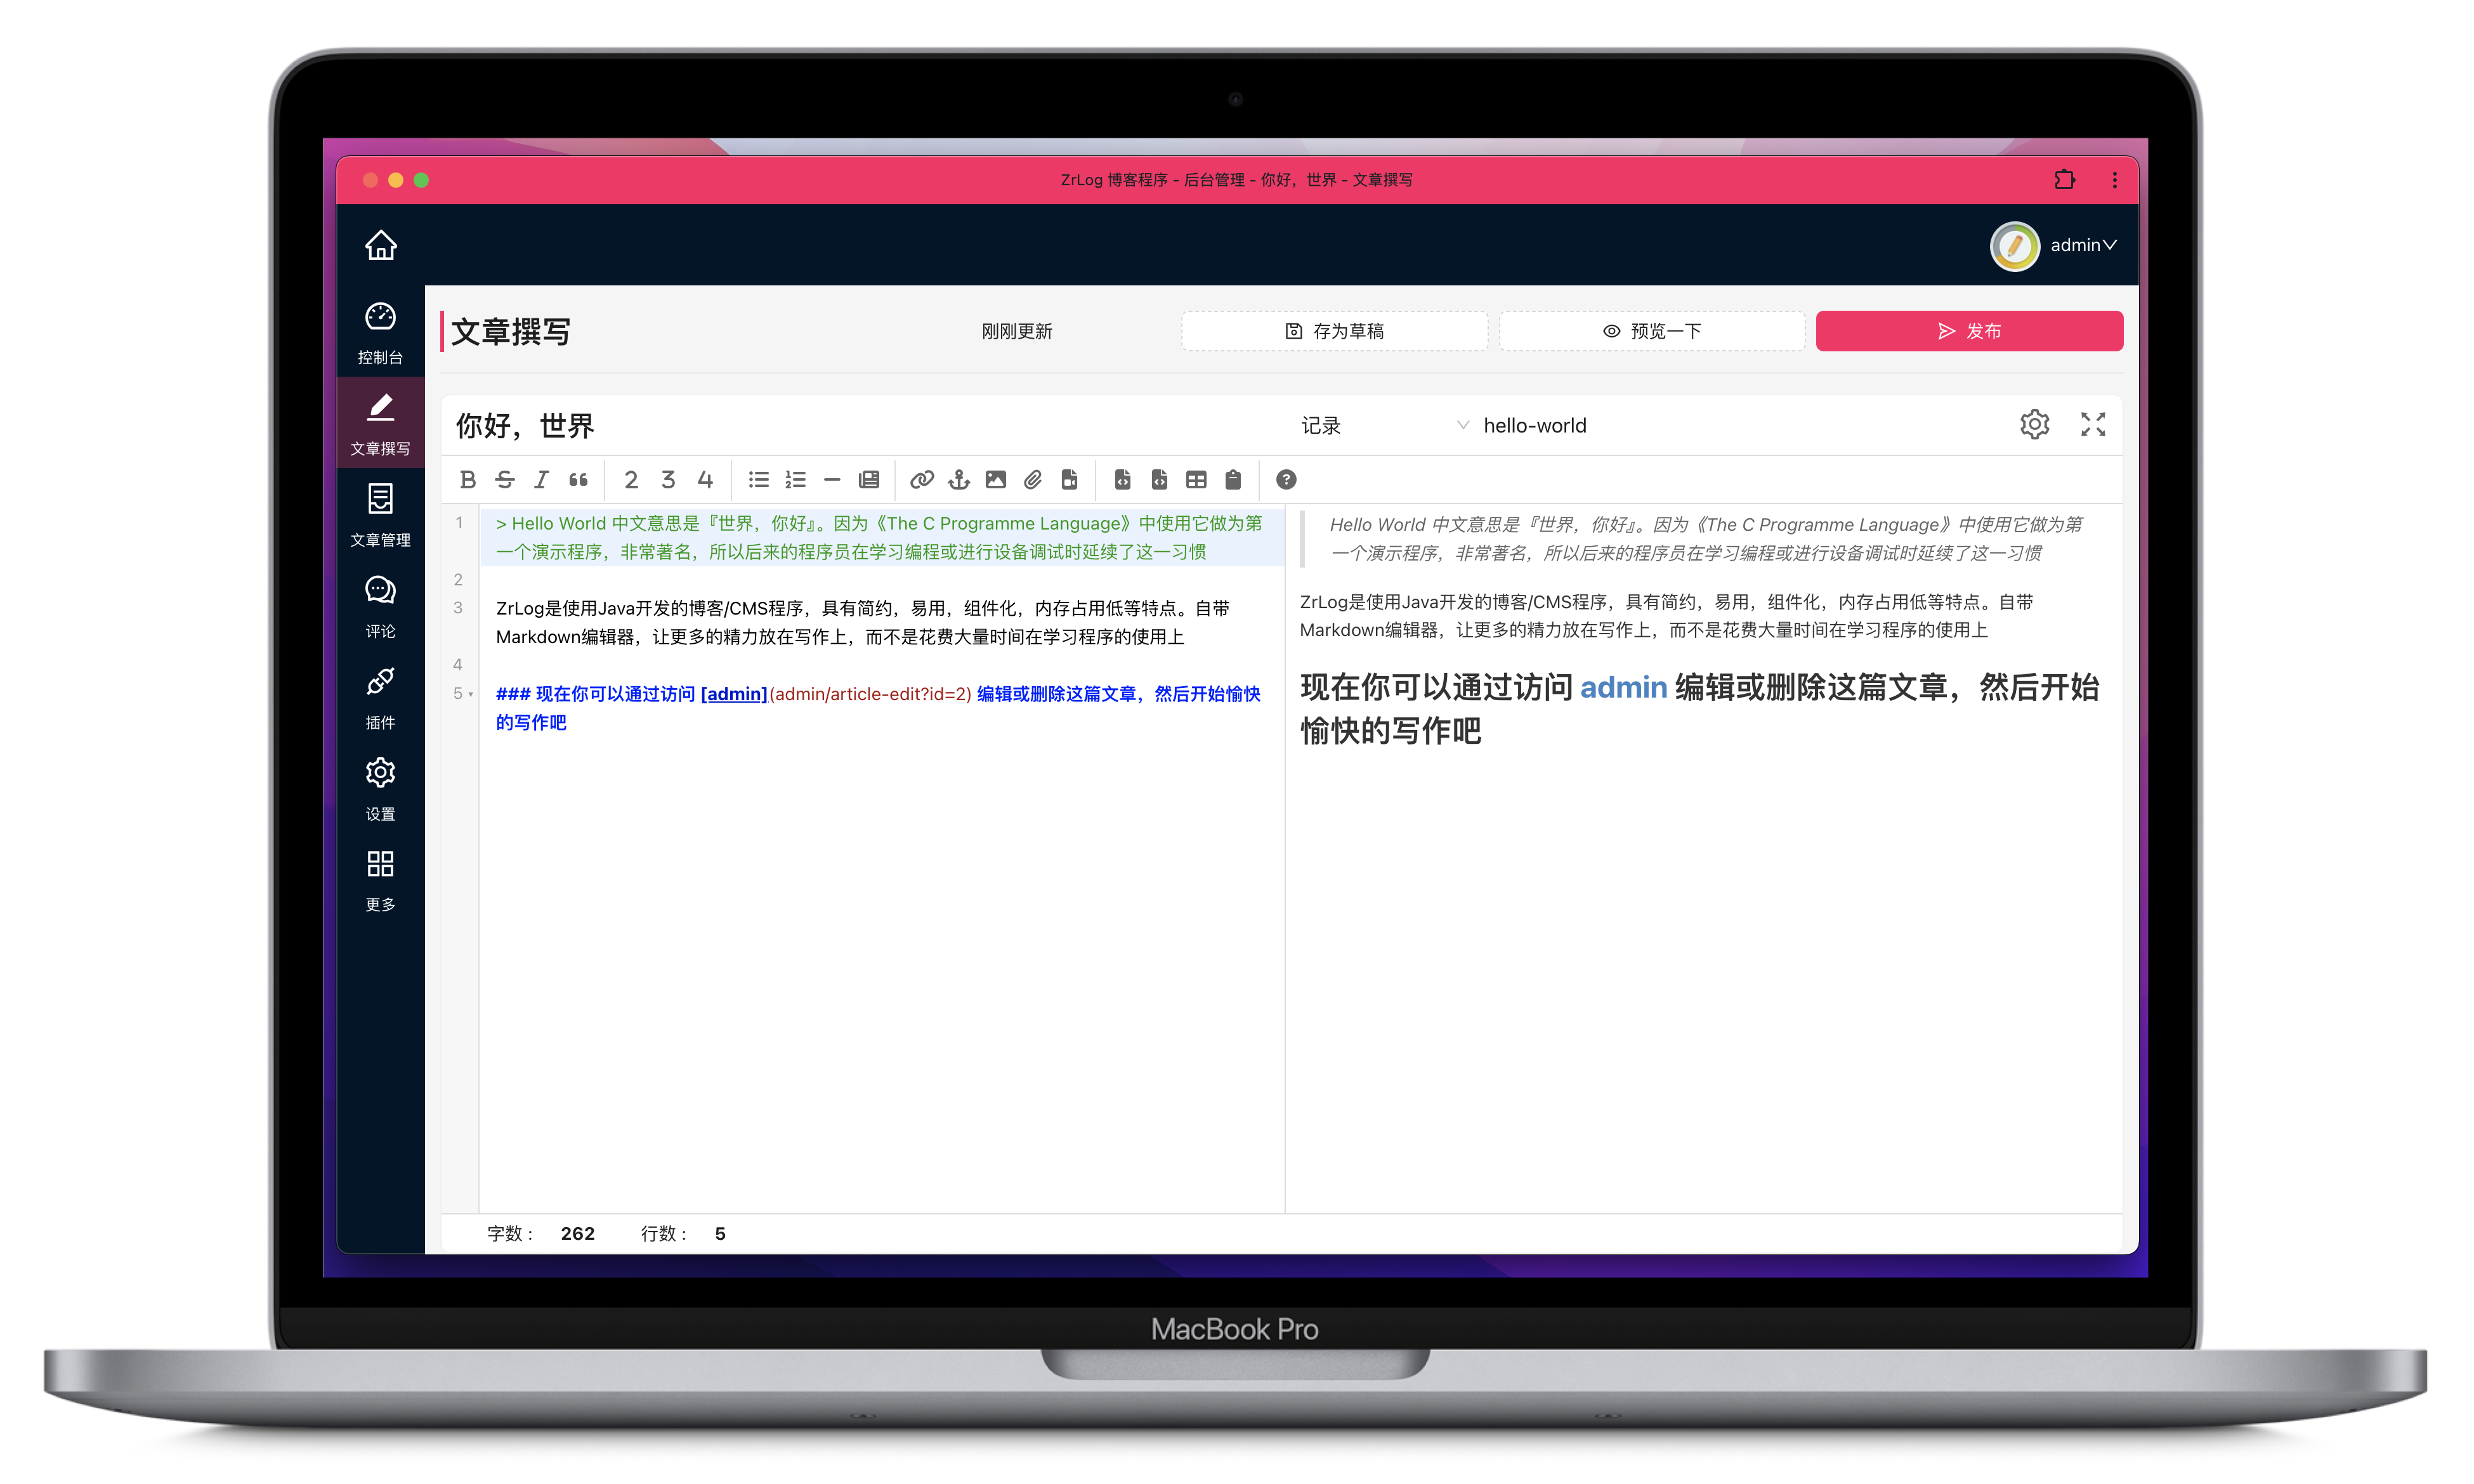 ZrLog 博客程序 - 后台管理 - 你好，世界 - 文章撰写
admin
控制台
文章撰写
文章管理
评论
插件
设置
更多
文章撰写
刚刚更新
存为草稿
预览一下
发布
你好，世界
记录
hello-world
2 3 4
1
> Hello World 中文意思是『世界，你好』。因为《The C Programme Language》中使用它做为第
一个演示程序，非常著名，所以后来的程序员在学习编程或进行设备调试时延续了这一习惯
2
3
ZrLog是使用Java开发的博客/CMS程序，具有简约，易用，组件化，内存占用低等特点。自带
Markdown编辑器，让更多的精力放在写作上，而不是花费大量时间在学习程序的使用上
4
5
### 现在你可以通过访问 [admin](admin/article-edit?id=2) 编辑或删除这篇文章，然后开始愉快
的写作吧
Hello World 中文意思是『世界，你好』。因为《The C Programme Language》中使用它做为第
一个演示程序，非常著名，所以后来的程序员在学习编程或进行设备调试时延续了这一习惯
ZrLog是使用Java开发的博客/CMS程序，具有简约，易用，组件化，内存占用低等特点。自带
Markdown编辑器，让更多的精力放在写作上，而不是花费大量时间在学习程序的使用上
现在你可以通过访问 admin 编辑或删除这篇文章，然后开始
愉快的写作吧
字数： 262 行数： 5
MacBook Pro